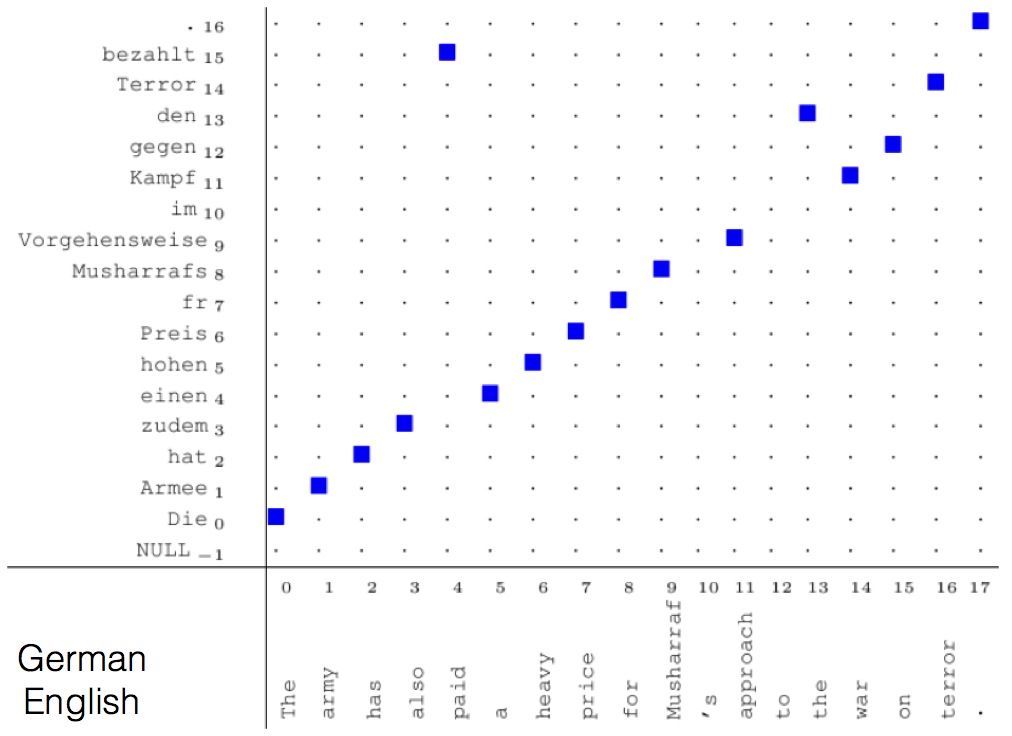 . 16
bezahlt 15
Terror 14
den 13
gegen 12
Kampf 11
im 10
Vorgehensweise 9
Musharrafs 8
fr 7
Preis 6
hohen 5
einen 4
zudem 3
hat 2
Armee 1
Die 0
NULL −1
0 1 2 3 4 5 6 7 8 9 10 11 12 13 14 15 16 17
The
army
has
also
paid
a
heavy
price
for
Musharraf
's
approach
to
the
war
on
terror
.
German
English